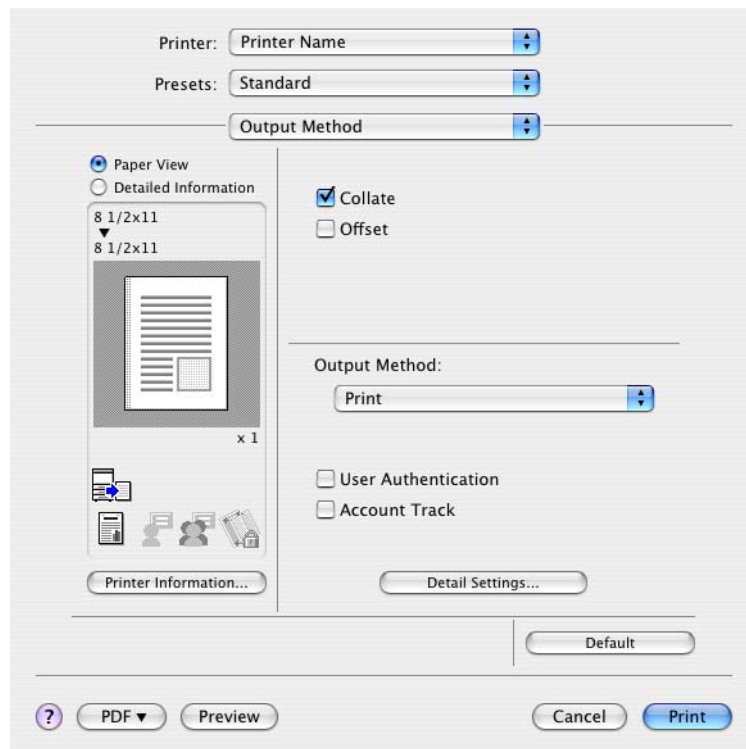 Printer: Printer Name
Presets: Standard
Output Method
Paper View
Detailed Information
8 1/2x11
▼
8 1/2x11
x 1
Printer Information...
Collate
Offset
Output Method:
Print
User Authentication
Account Track
Detail Settings...
Default
? PDF ▼ Preview Cancel Print